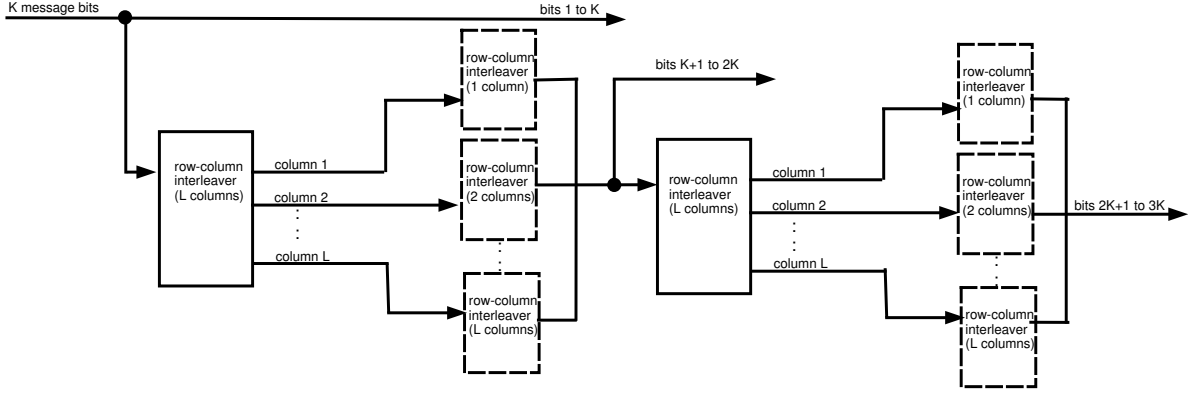 K message bits
bits 1 to K
row-column
interleaver
(1 column)
bits K+1 to 2K
row-column
interleaver
(1 column)
row-column
interleaver
(L columns)
column 1
column 2
column L
row-column
interleaver
(2 columns)
row-column
interleaver
(L columns)
row-column
interleaver
(L columns)
column 1
column 2
column L
row-column
interleaver
(2 columns)
bits 2K+1 to 3K
row-column
interleaver
(L columns)